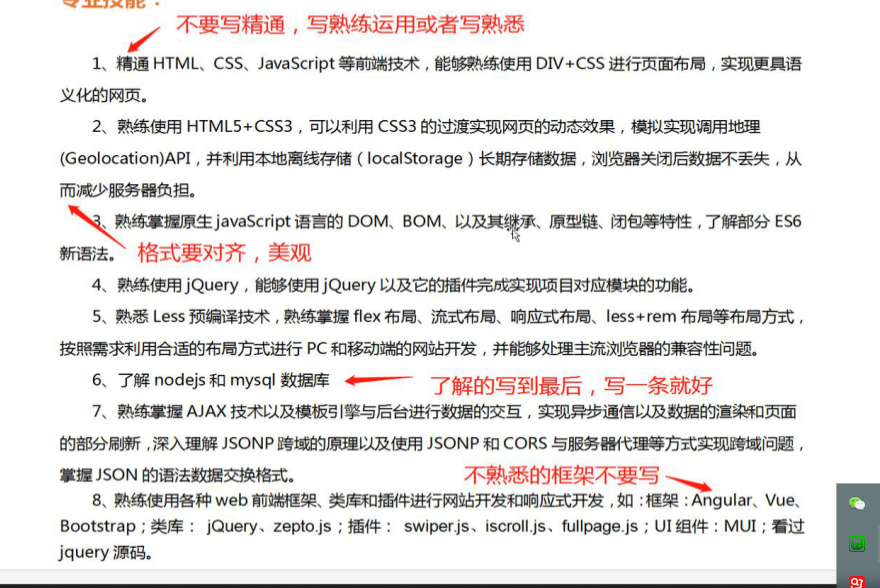 专业技能：
不要写精通，写熟练运用或者写熟悉
1、精通 HTML、CSS、JavaScript 等前端技术，能够熟练使用 DIV+CSS 进行页面布局，实现更具语
义化的网页。
2、熟练使用 HTML5+CSS3，可以利用 CSS3 的过渡实现网页的动态效果，模拟实现调用地理
(Geolocation)API，并利用本地离线存储（localStorage）长期存储数据，浏览器关闭后数据不丢失，从
而减少服务器负担。
3、熟练掌握原生 javaScript 语言的 DOM、BOM、以及其继承、原型链、闭包等特性，了解部分 ES6
新语法。
格式要对齐，美观
4、熟练使用 jQuery，能够使用 jQuery 以及它的插件完成实现项目对应模块的功能。
5、熟悉 Less 预编译技术，熟练掌握 flex 布局、流式布局、响应式布局、less+rem 布局等布局方式，
按照需求利用合适的布局方式进行 PC 和移动端的网站开发，并能够处理主流浏览器的兼容性问题。
6、了解 nodejs 和 mysql 数据库
了解的写到最后，写一条就好
7、熟练掌握 AJAX 技术以及模板引擎与后台进行数据的交互，实现异步通信以及数据的渲染和页面
的部分刷新，深入理解 JSONP 跨域的原理以及使用 JSONP 和 CORS 与服务器代理等方式实现跨域问题，
掌握 JSON 的语法数据交换格式。
不熟悉的框架不要写
8、熟练使用各种 web 前端框架、类库和插件进行网站开发和响应式开发，如：框架：Angular、Vue、
Bootstrap；类库： jQuery、zepto.js；插件： swiper.js、iscroll.js、fullpage.js；UI 组件：MUI；看过
jquery 源码。